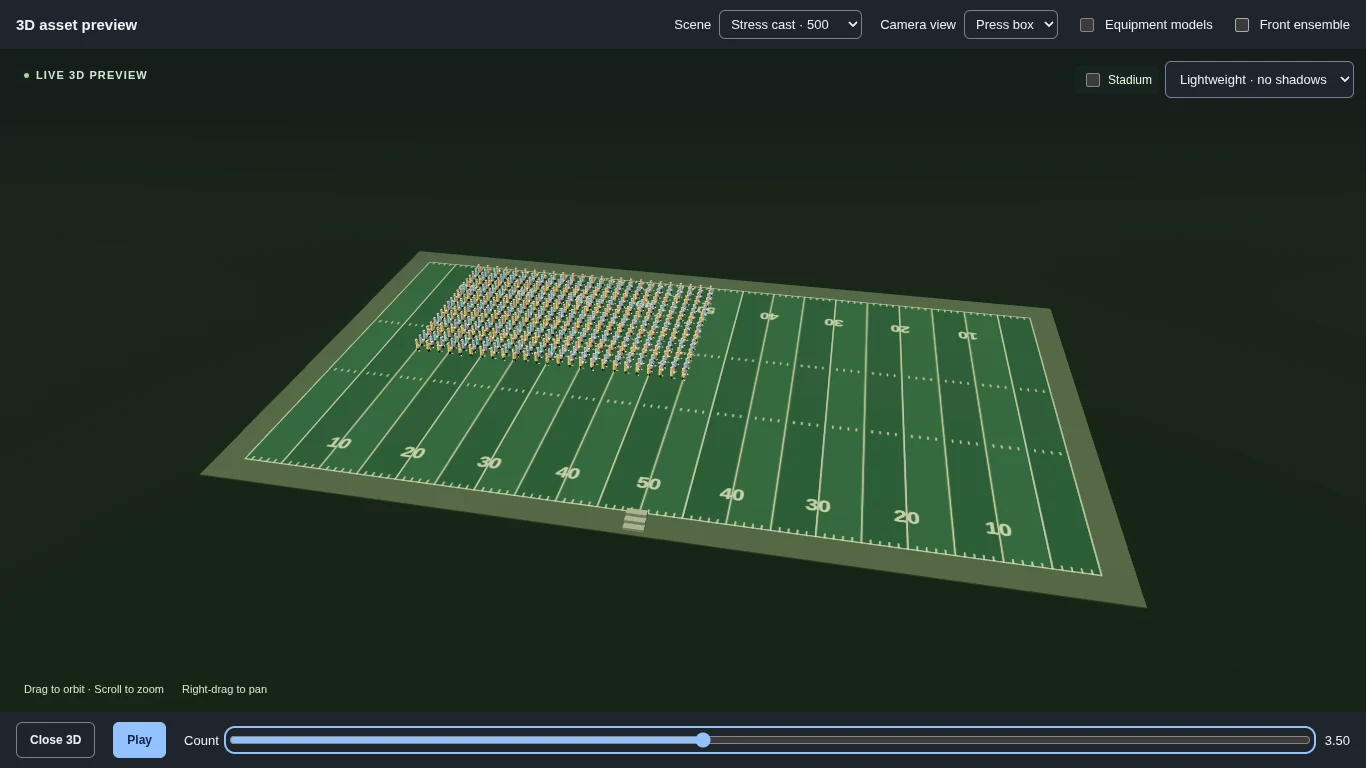 3D asset preview
Scene
Stress cast · 500
Camera view
Press box
Equipment models
Front ensemble
LIVE 3D PREVIEW
Stadium
Lightweight · no shadows
40 30 20 10
10 20 30 40 50 40 30 20 10
Drag to orbit · Scroll to zoom
Right-drag to pan
Close 3D
Play
Count
3.50